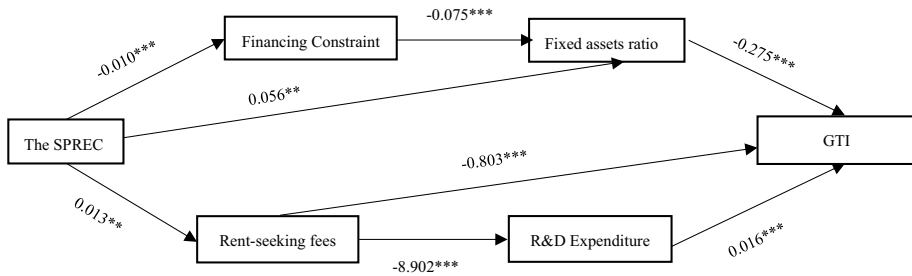 -0.075***
Financing Constraint
Fixed assets ratio
-0.010***
-0.275***
0.056**
The SPREC
GTI
-0.803***
0.013**
Rent-seeking fees
R&D Expenditure
0.016***
-8.902***